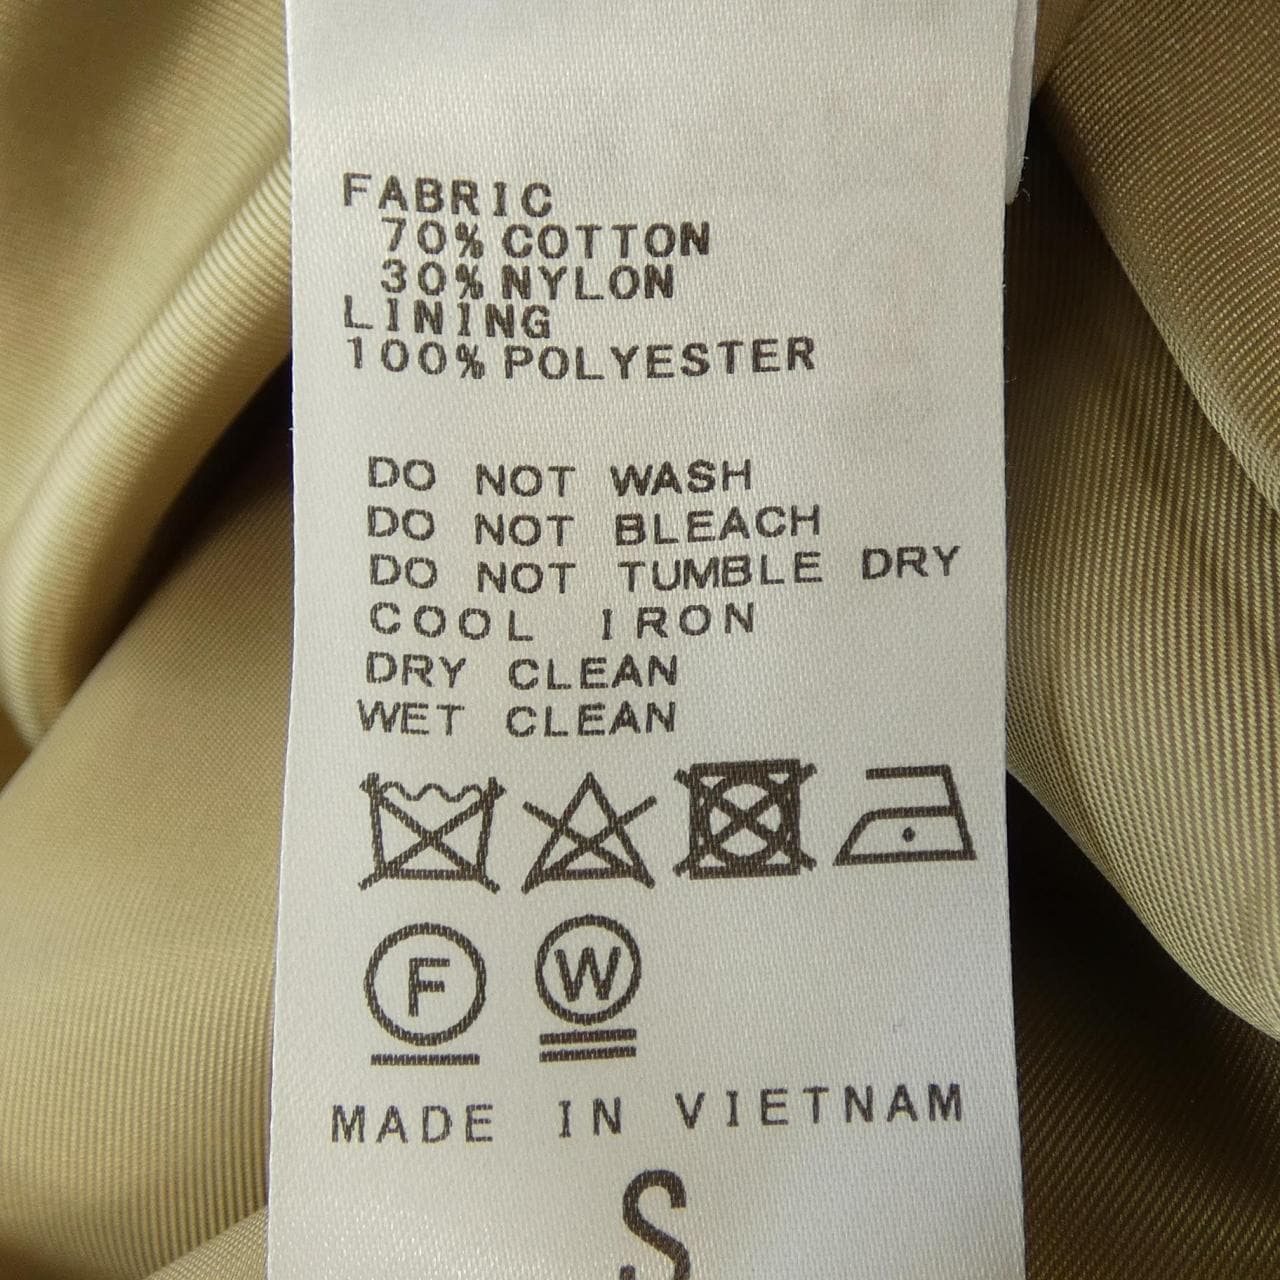 FABRIC
70% COTTON
30% NYLON
LINING
100% POLYESTER
DO NOT WASH
DO NOT BLEACH
DO NOT TUMBLE DRY
COOL IRON
DRY CLEAN
WET CLEAN
F W
MADE IN VIETNAM
S